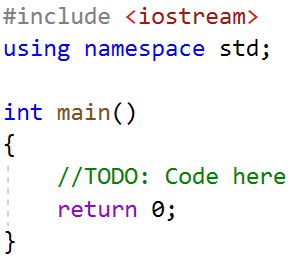 #include <iostream>
using namespace std;
int main()
{
//TODO: Code here
return 0;
}